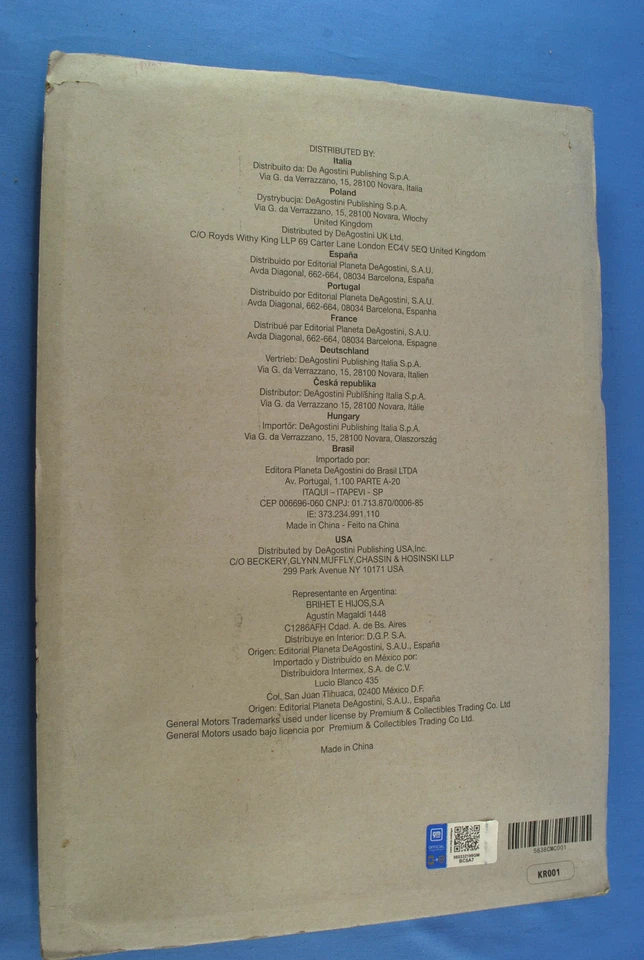 DISTRIBUTED BY:
Italia
Distribuito da: De Agostini Publishing S.p.A.
Via G. da Verrazzano, 15, 28100 Novara, Italia
Poland
Dystrybucja: DeAgostini Publishing S.p.A.
Via G. da Verrazzano, 15, 28100 Novara, Włochy
United Kingdom
Distributed by DeAgostini UK Ltd,
C/O Royds Withy King LLP 69 Carter Lane London EC4V 5EQ United Kingdom
España
Distribuido por Editorial Planeta DeAgostini, S.A.U.
Avda Diagonal, 662-664, 08034 Barcelona, España
Portugal
Distribuído por Editorial Planeta DeAgostini, S.A.U.
Avda Diagonal, 662-664, 08034 Barcelona, Espanha
France
Distribué par Editorial Planeta DeAgostini, S.A.U.
Avda Diagonal, 662-664, 08034 Barcelona, Espagne
Deutschland
Vertrieb: DeAgostini Publishing Italia S.p.A.
Via G. da Verrazzano 15, 28100 Novara, Italien
Česká republika
Distributor: DeAgostini Publishing Italia S.p.A.
Via G. da Verrazzano 15, 28100 Novara, Itálie
Hungary
Importőr: DeAgostini Publishing Italia S.p.A.
Via G. da Verrazzano, 15, 28100 Novara, Olaszország
Brasil
Importado por:
Editora Planeta DeAgostini do Brasil LTDA
Av. Portugal, 1.100 PARTE A-20
ITAQUI – ITAPEVI - SP
CEP 006696-060 CNPJ: 01.713.870/0006-85
IE: 373.234.991.110
Made in China - Feito na China
USA
Distributed by DeAgostini Publishing USA,Inc.
C/O BECKERY,GLYNN,MUFFLY,CHASSIN & HOSINSKI LLP
299 Park Avenue NY 10171 USA
Representante en Argentina:
BRIHET E HIJOS,S.A
Agustín Magaldi 1448
C1286AFH Cdad. A. de Bs. Aires
Distribuye en Interior: D.G.P. S.A.
Origen: Editorial Planeta DeAgostini, S.A.U., España
Importado y Distribuido en México por:
Distribuidora Intermex, S.A. de C.V.
Lucio Blanco 435
Col. San Juan Tlihuaca, 02400 México D.F.
Origen: Editorial Planeta DeAgostini, S.A.U., España
General Motors Trademarks used under license by Premium & Collectibles Trading Co. Ltd
General Motors usado bajo licencia por Premium & Collectibles Trading Co Ltd.
Made in China
gm
OFFICIAL
BC5A7
KR001